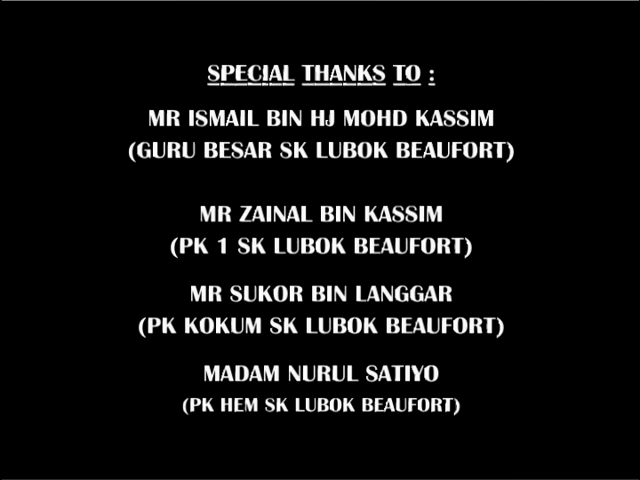 SPECIAL THANKS TO :
MR ISMAIL BIN HJ MOHD KASSIM
(GURU BESAR SK LUBOK BEAUFORT)
MR ZAINAL BIN KASSIM
(PK 1 SK LUBOK BEAUFORT)
MR SUKOR BIN LANGGAR
(PK KOKUM SK LUBOK BEAUFORT)
MADAM NURUL SATIYO
(PK HEM SK LUBOK BEAUFORT)